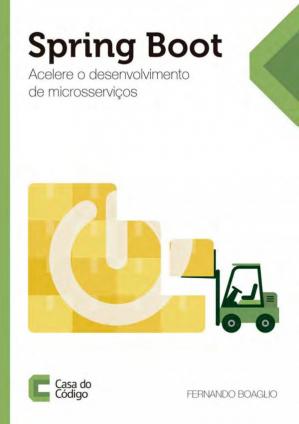 Spring Boot
Acelere o desenvolvimento
de microsserviços
Casa do
Código
FERNANDO BOAGLIO